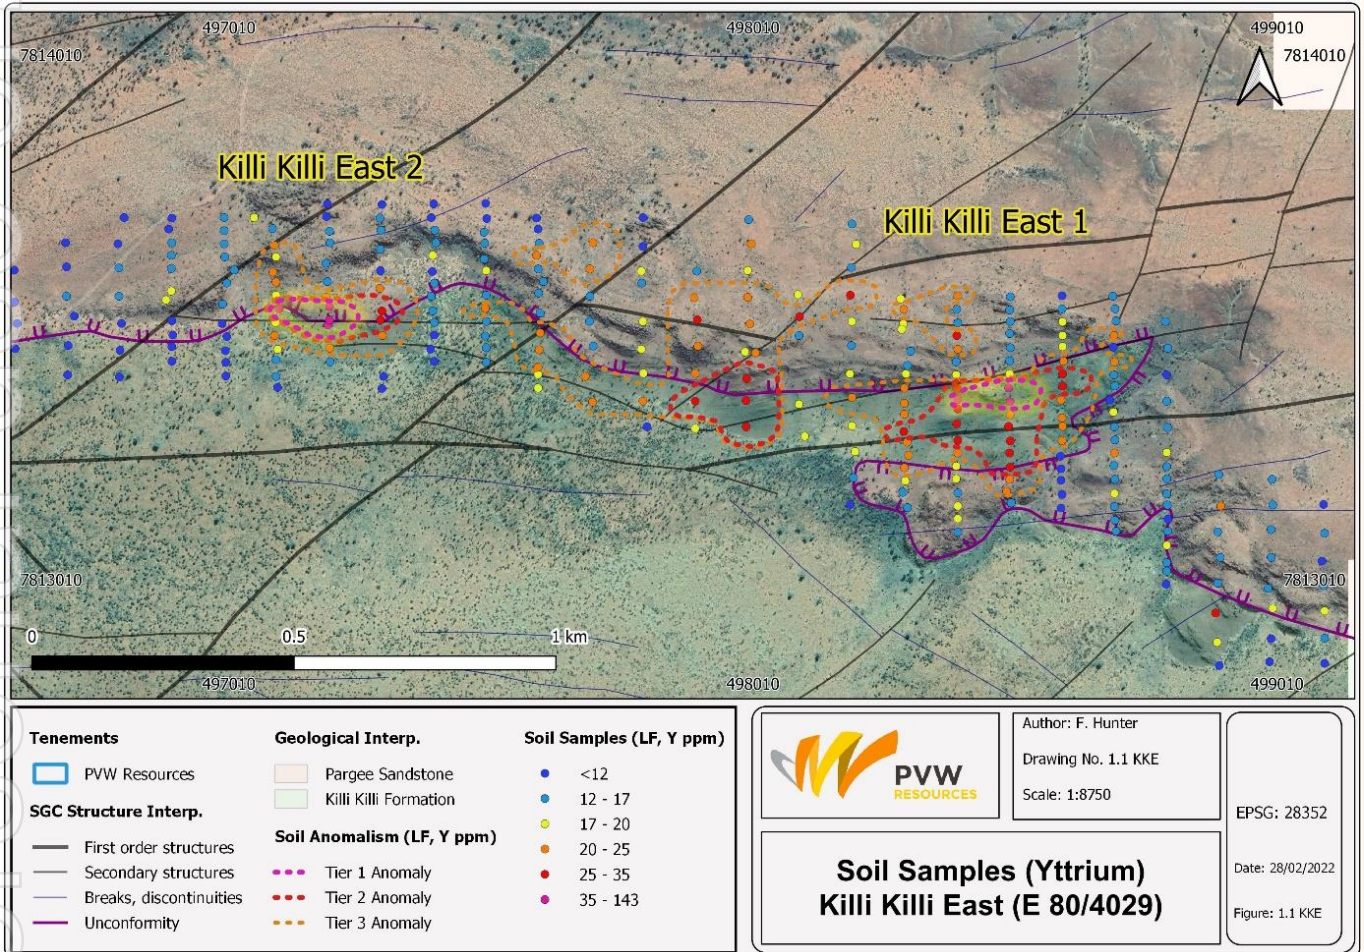 497010 498010 499010
7814010 7814010
Killi Killi East 2
Killi Killi East 1
7813010 7813010
0 0.5 1 km
497010 498010 499010
Tenements
PVW Resources
SGC Structure Interp.
First order structures
Secondary structures
Breaks, discontinuities
Unconformity
Geological Interp.
Pargee Sandstone
Killi Killi Formation
Soil Anomalism (LF, Y ppm)
Tier 1 Anomaly
Tier 2 Anomaly
Tier 3 Anomaly
Soil Samples (LF, Y ppm)
<12
12 - 17
17 - 20
20 - 25
25 - 35
35 - 143
PVW
RESOURCES
Author: F. Hunter
Drawing No. 1.1 KKE
Scale: 1:8750
Soil Samples (Yttrium)
Killi Killi East (E 80/4029)
EPSG: 28352
Date: 28/02/2022
Figure: 1.1 KKE